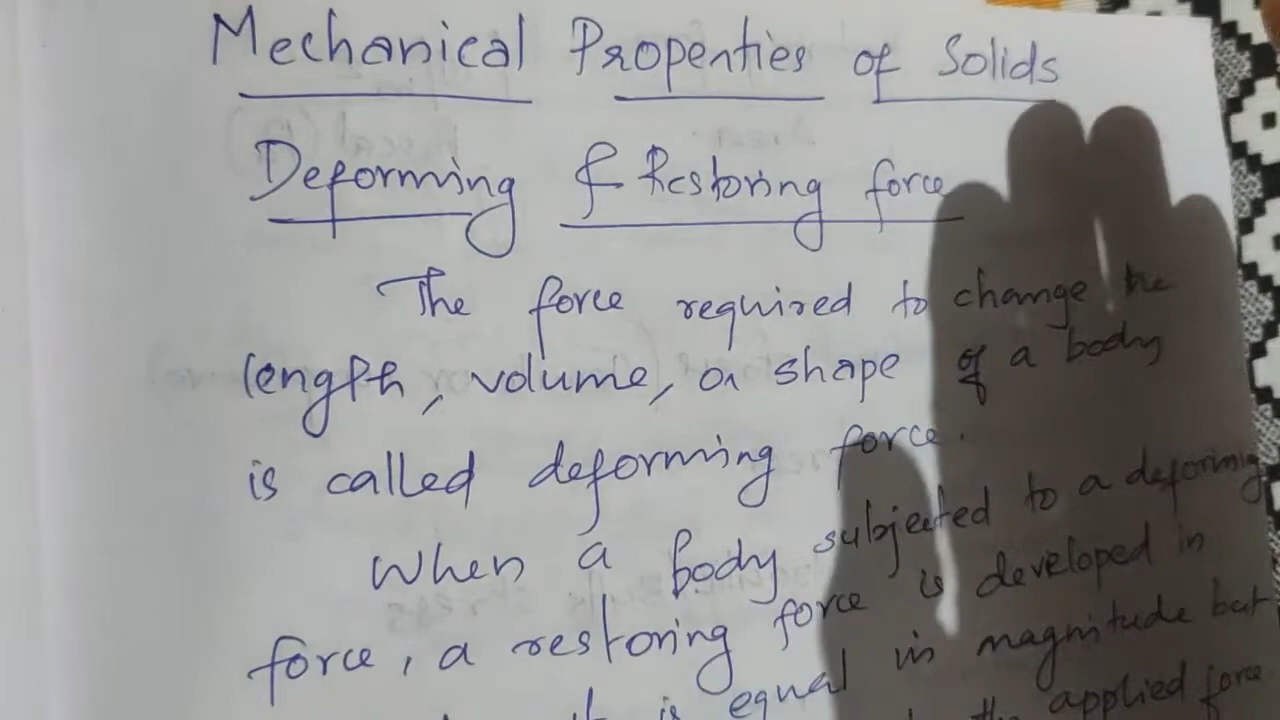 Mechanical Properties of Solids
Deforming & Restoring force
The force required to change the
length, volume, or shape of a body
is called deforming force.
When a body subjected to a deforming
force, a restoring force is developed in
it is equal in magnitude but
the applied force